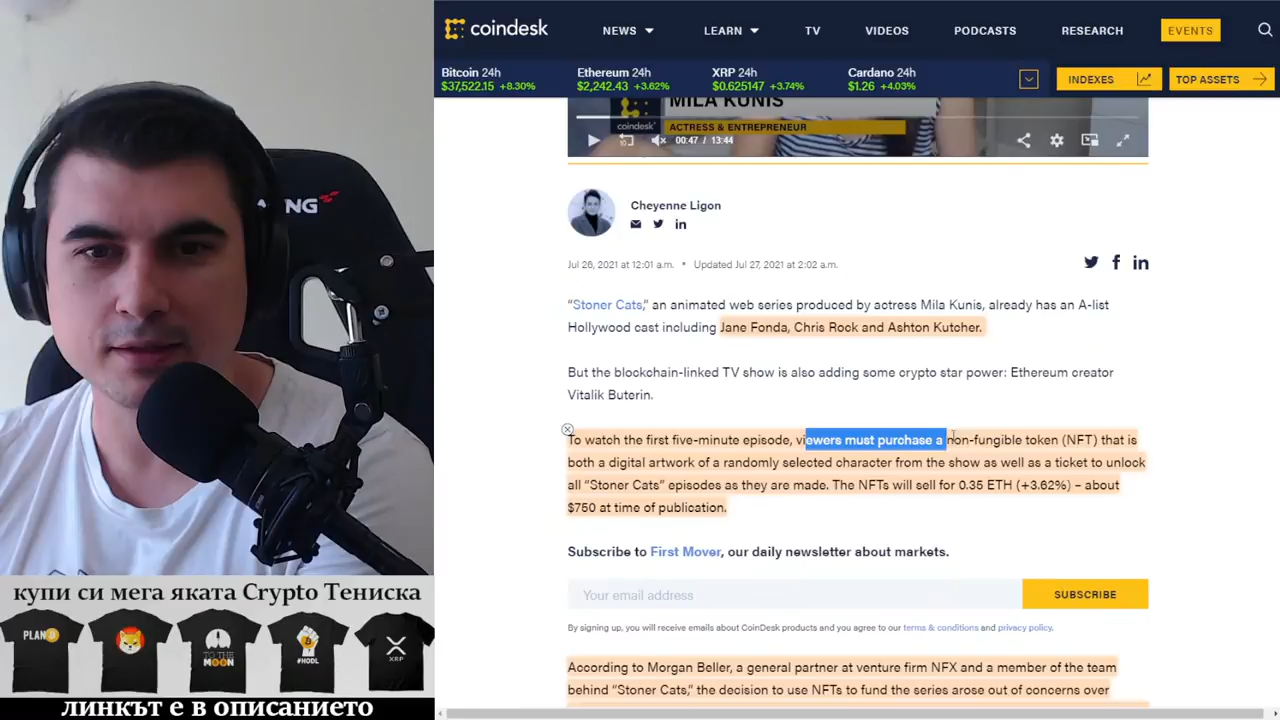 coindesk
NEWS
LEARN
TV
VIDEOS
PODCASTS
RESEARCH
EVENTS
Bitcoin 24h
$37,522.15 +8.30%
Ethereum 24h
$2,242.43 +3.62%
XRP 24h
$0.625147 +3.74%
Cardano 24h
$1.26 +4.03%
INDEXES
TOP ASSETS
MILA KUNIS
coindesk
ACTRESS & ENTREPRENEUR
10
00:47 / 13:44
Cheyenne Ligon
Jul 26, 2021 at 12:01 a.m. • Updated Jul 27, 2021 at 2:02 a.m.
“Stoner Cats,” an animated web series produced by actress Mila Kunis, already has an A-list
Hollywood cast including Jane Fonda, Chris Rock and Ashton Kutcher.
But the blockchain-linked TV show is also adding some crypto star power: Ethereum creator
Vitalik Buterin.
To watch the first five-minute episode, viewers must purchase a non-fungible token (NFT) that is
both a digital artwork of a randomly selected character from the show as well as a ticket to unlock
all “Stoner Cats” episodes as they are made. The NFTs will sell for 0.35 ETH (+3.62%) – about
$750 at time of publication.
Subscribe to First Mover, our daily newsletter about markets.
Your email address
SUBSCRIBE
By signing up, you will receive emails about CoinDesk products and you agree to our terms & conditions and privacy policy.
According to Morgan Beller, a general partner at venture firm NFX and a member of the team
behind “Stoner Cats,” the decision to use NFTs to fund the series arose out of concerns over
NG
купи си мега яката Crypto Тениска
PLAN
TO THE
MOON
#HODL
XRP
линкът е в описанието